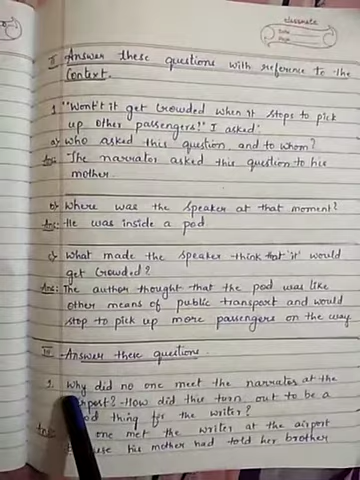 classmate
Date
Page
II Answer these questions with reference to the
Context.
1 "Won't it get crowded when it stops to pick
up other passengers?" I asked.
a) who asked this question, and to whom?
Ans: The narrator asked this question to his
mother.
b) Where was the speaker at that moment?
Ans: He was inside a pod
c) What made the speaker think that 'it' would
get crowded?
Ans: The author thought that the pod was like
other means of public transport and would
stop to pick up more passengers on the way
III Answer these questions.
1. Why did no one meet the narrator at the
How did this turn out to be a
thing for the writer?
one met the writer at the airport
his mother had told her brother